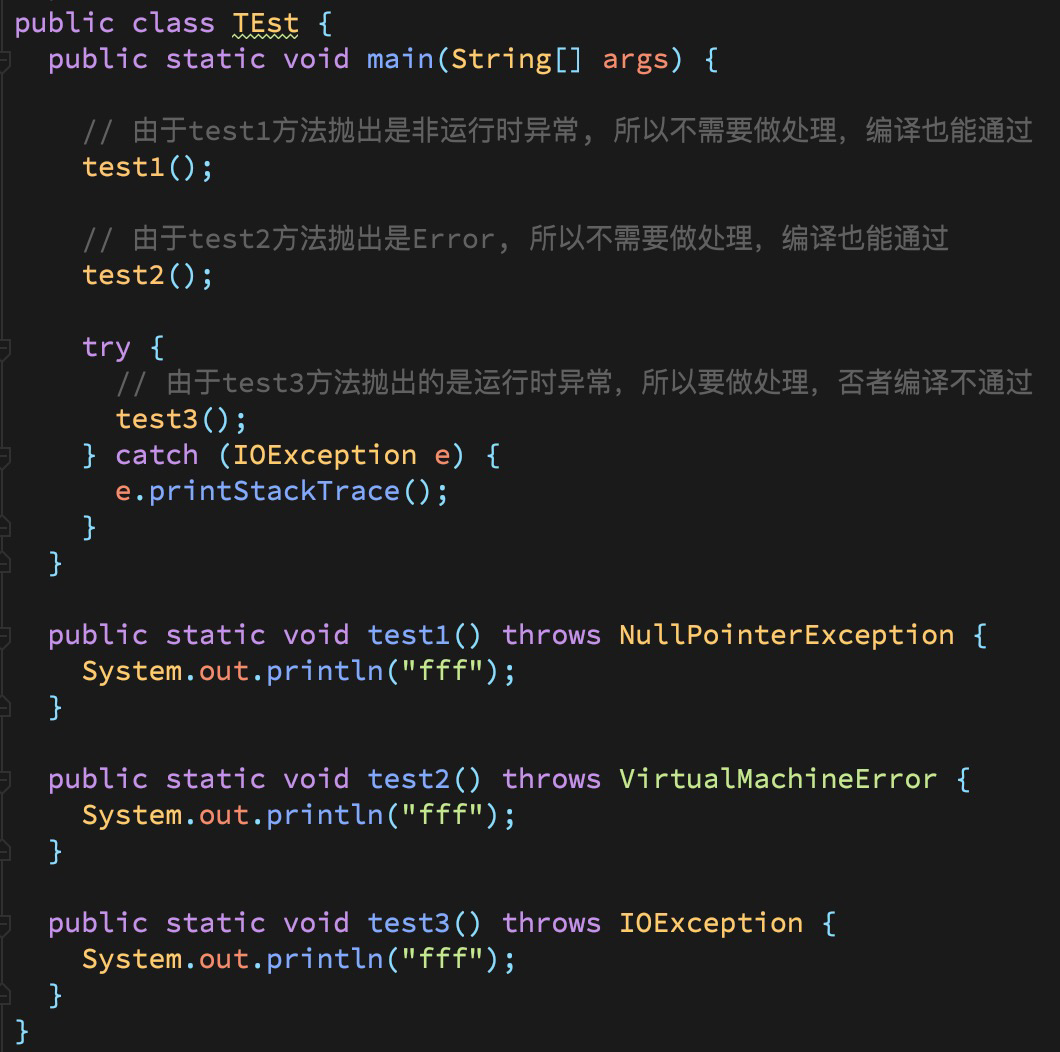 public class TEst {
public static void main(String[] args) {
// 由于test1方法抛出是非运行时异常, 所以不需要做处理, 编译也能通过
test1();
// 由于test2方法抛出是Error, 所以不需要做处理, 编译也能通过
test2();
try {
// 由于test3方法抛出的是运行时异常, 所以要做处理, 否者编译不通过
test3();
} catch (IOException e) {
e.printStackTrace();
}
}
public static void test1() throws NullPointerException {
System.out.println("fff");
}
public static void test2() throws VirtualMachineError {
System.out.println("fff");
}
public static void test3() throws IOException {
System.out.println("fff");
}
}